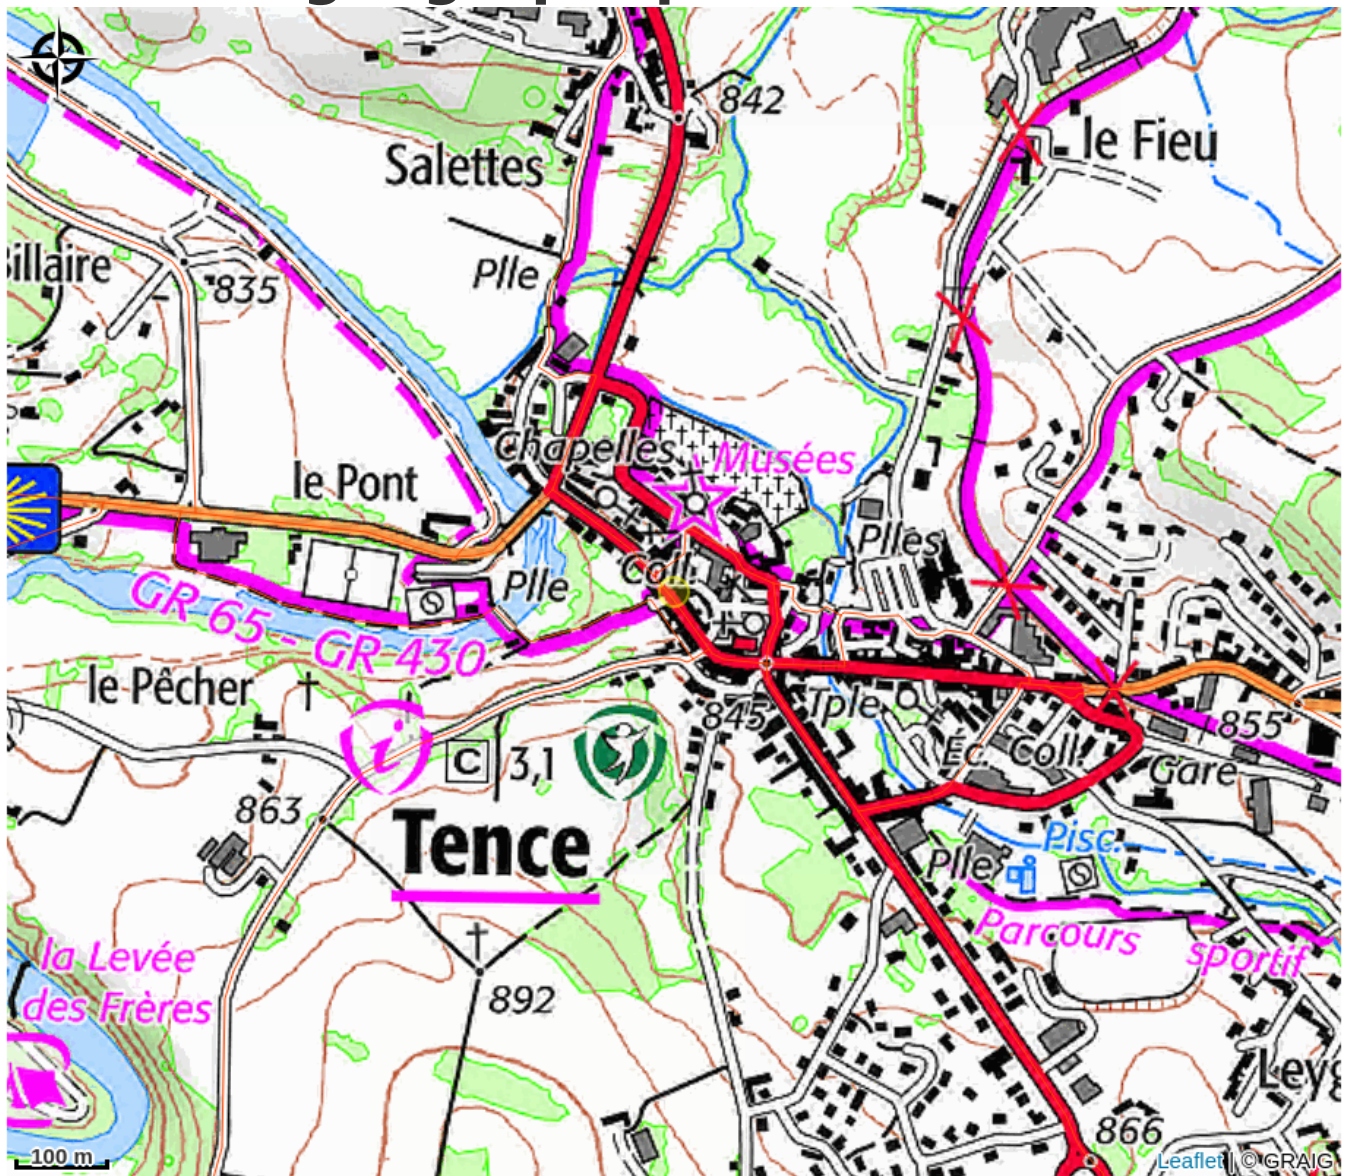 842
le Fieu
Salettes
Plle
835
Chapelles
Musées
le Pont
Plles
Coll.
Plle
GR 65 - GR 430
le Pêcher
845
Tple
855
i
C 3,1
Éc. Coll.
Gare
863
Tence
Pisc.
Plle
Parcours sportif
la Levée
des Frères
892
866
100 m
Leaflet | © GRAIG